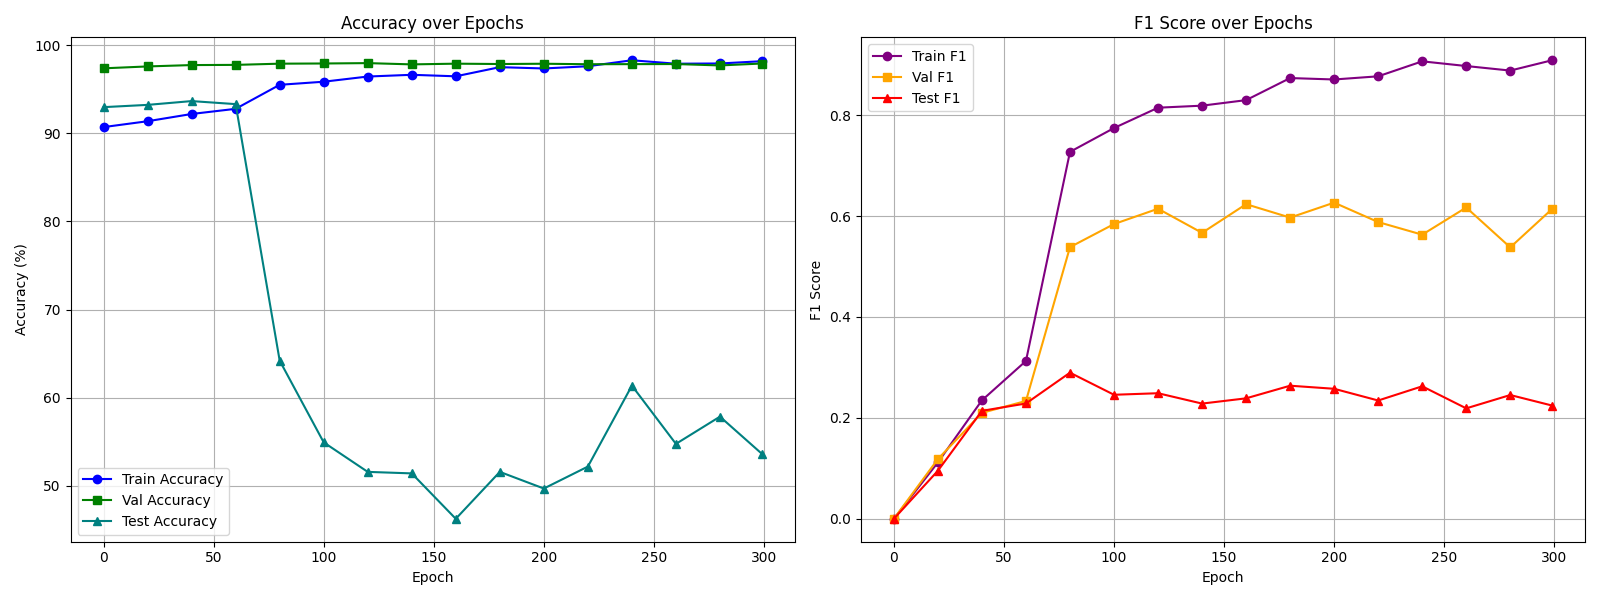 Accuracy over Epochs
100
90
80
70
60
50
Accuracy (%)
Train Accuracy
Val Accuracy
Test Accuracy
0
50
100
150
200
250
300
Epoch
F1 Score over Epochs
Train F1
Val F1
Test F1
0.8
0.6
0.4
0.2
0.0
F1 Score
0
50
100
150
200
250
300
Epoch